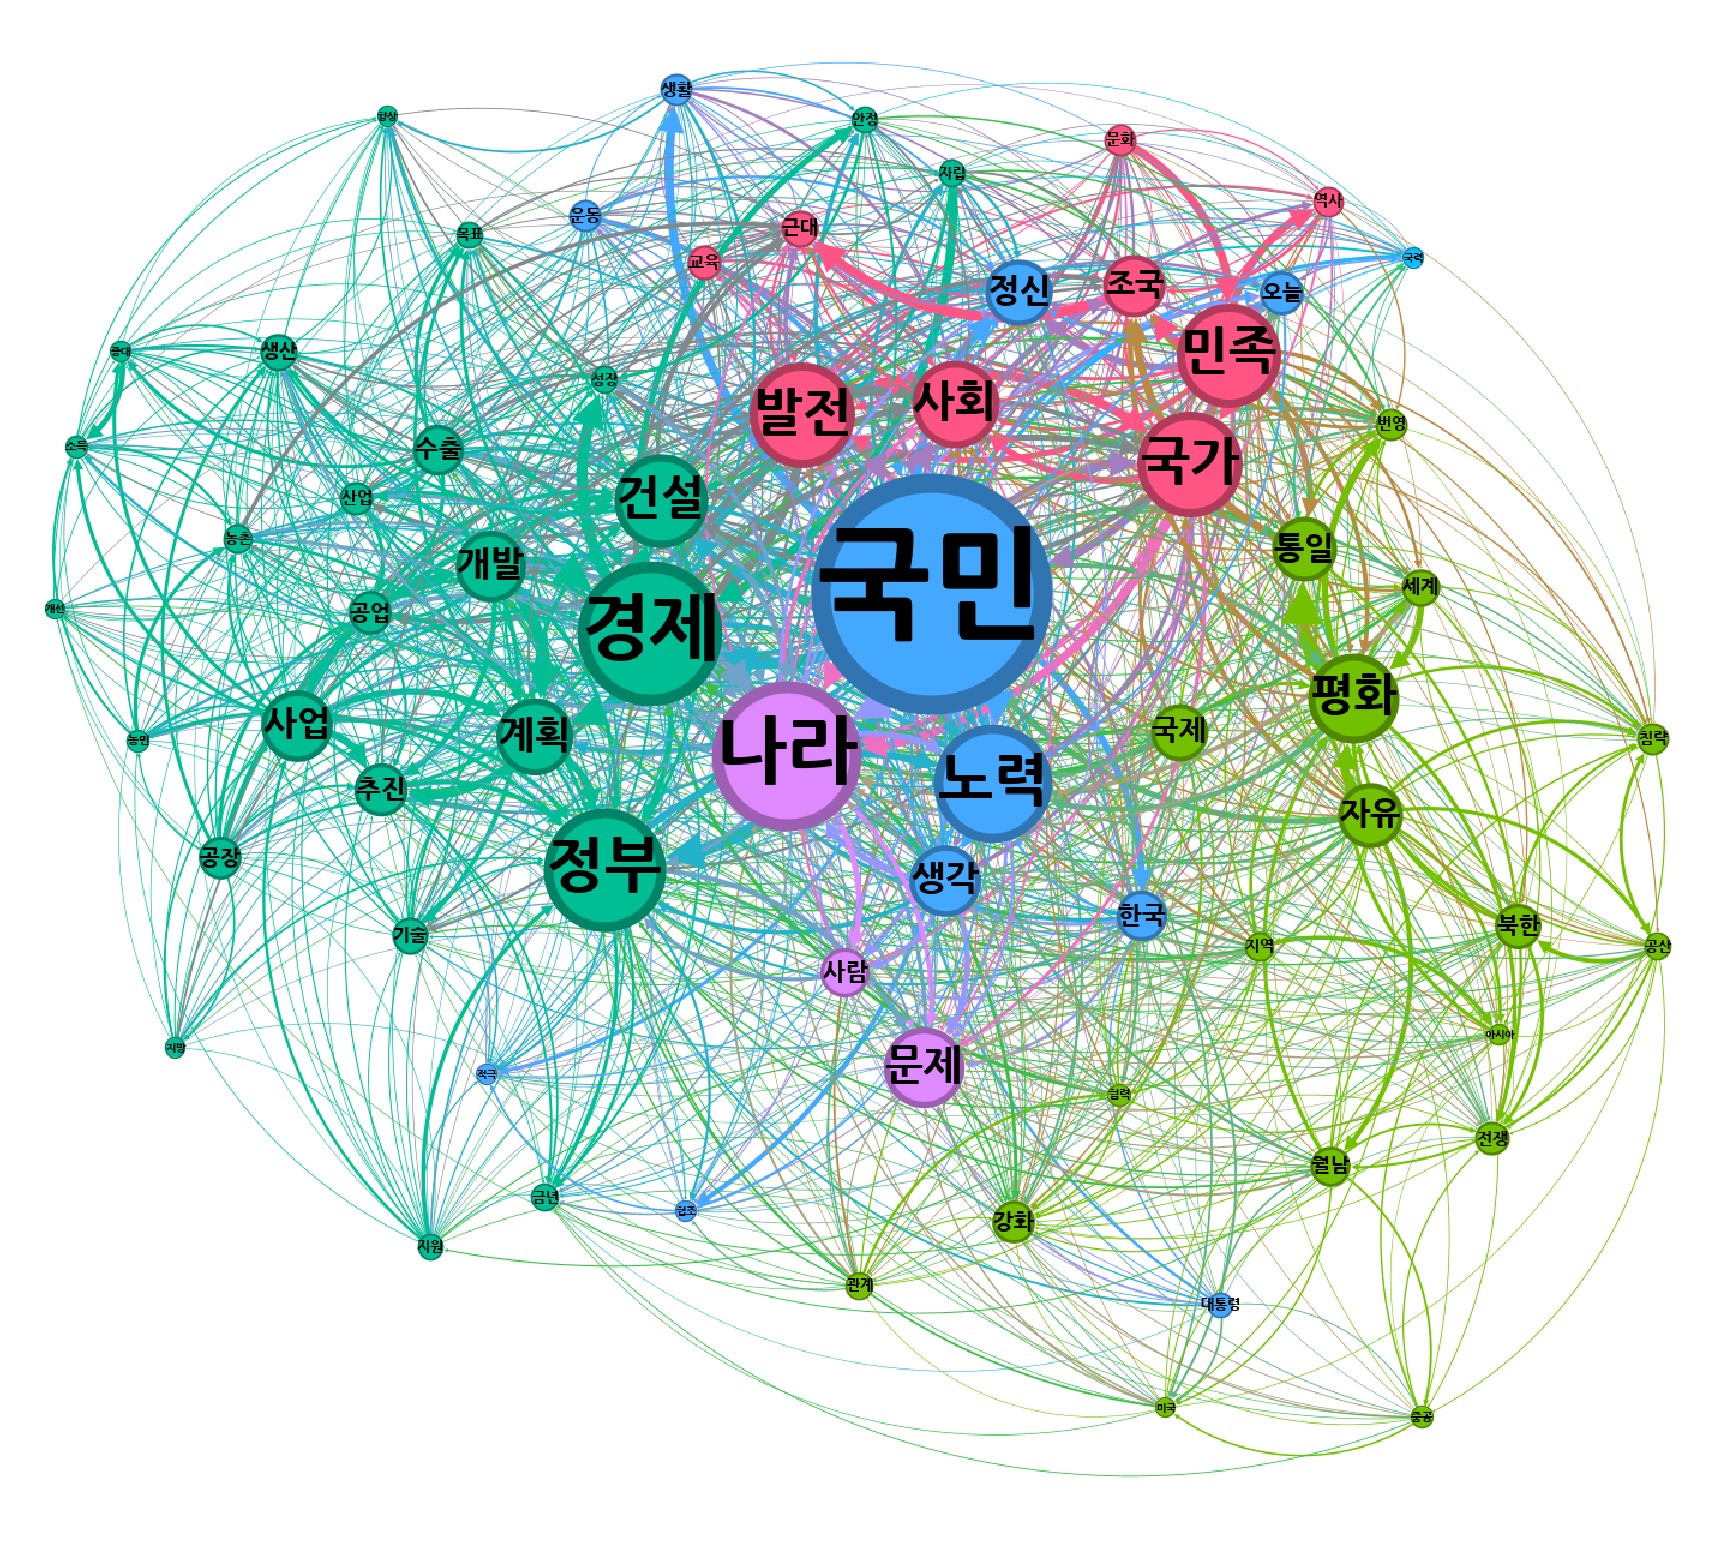 생활
향상
안정
문화
자립
역사
운동
근대
목표
교육
국력
정신
조국
오늘
증대
생산
민족
성장
발전
사회
번영
소득
수출
국가
건설
산업
농촌
통일
개발
국민
세계
개선
공업
경제
평화
사업
계획
국제
농민
침략
나라
노력
추진
자유
공장
정부
생각
한국
북한
기술
지역
공산
사람
아시아
지방
문제
적극
협력
전쟁
월남
금년
협조
강화
지원
관계
대통령
미국
중공